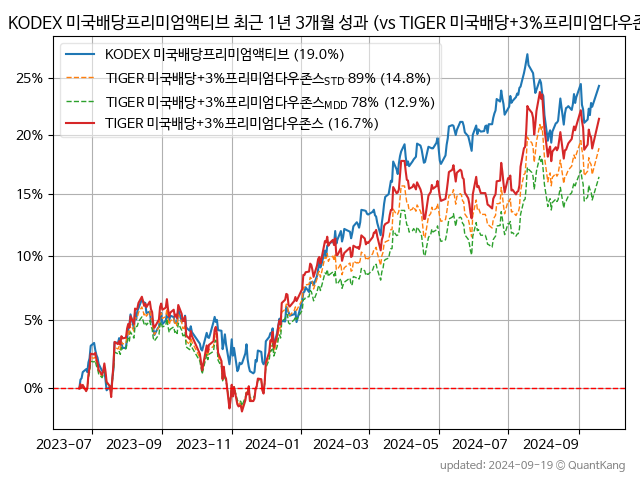 KODEX 미국배당프리미엄액티브 최근 1년 3개월 성과 (vs TIGER 미국배당+3%프리미엄다우존
KODEX 미국배당프리미엄액티브 (19.0%)
TIGER 미국배당+3%프리미엄다우존스STD 89% (14.8%)
TIGER 미국배당+3%프리미엄다우존스MDD 78% (12.9%)
TIGER 미국배당+3%프리미엄다우존스 (16.7%)
25%
20%
15%
10%
5%
0%
2023-07 2023-09 2023-11 2024-01 2024-03 2024-05 2024-07 2024-09
updated: 2024-09-19 © QuantKang